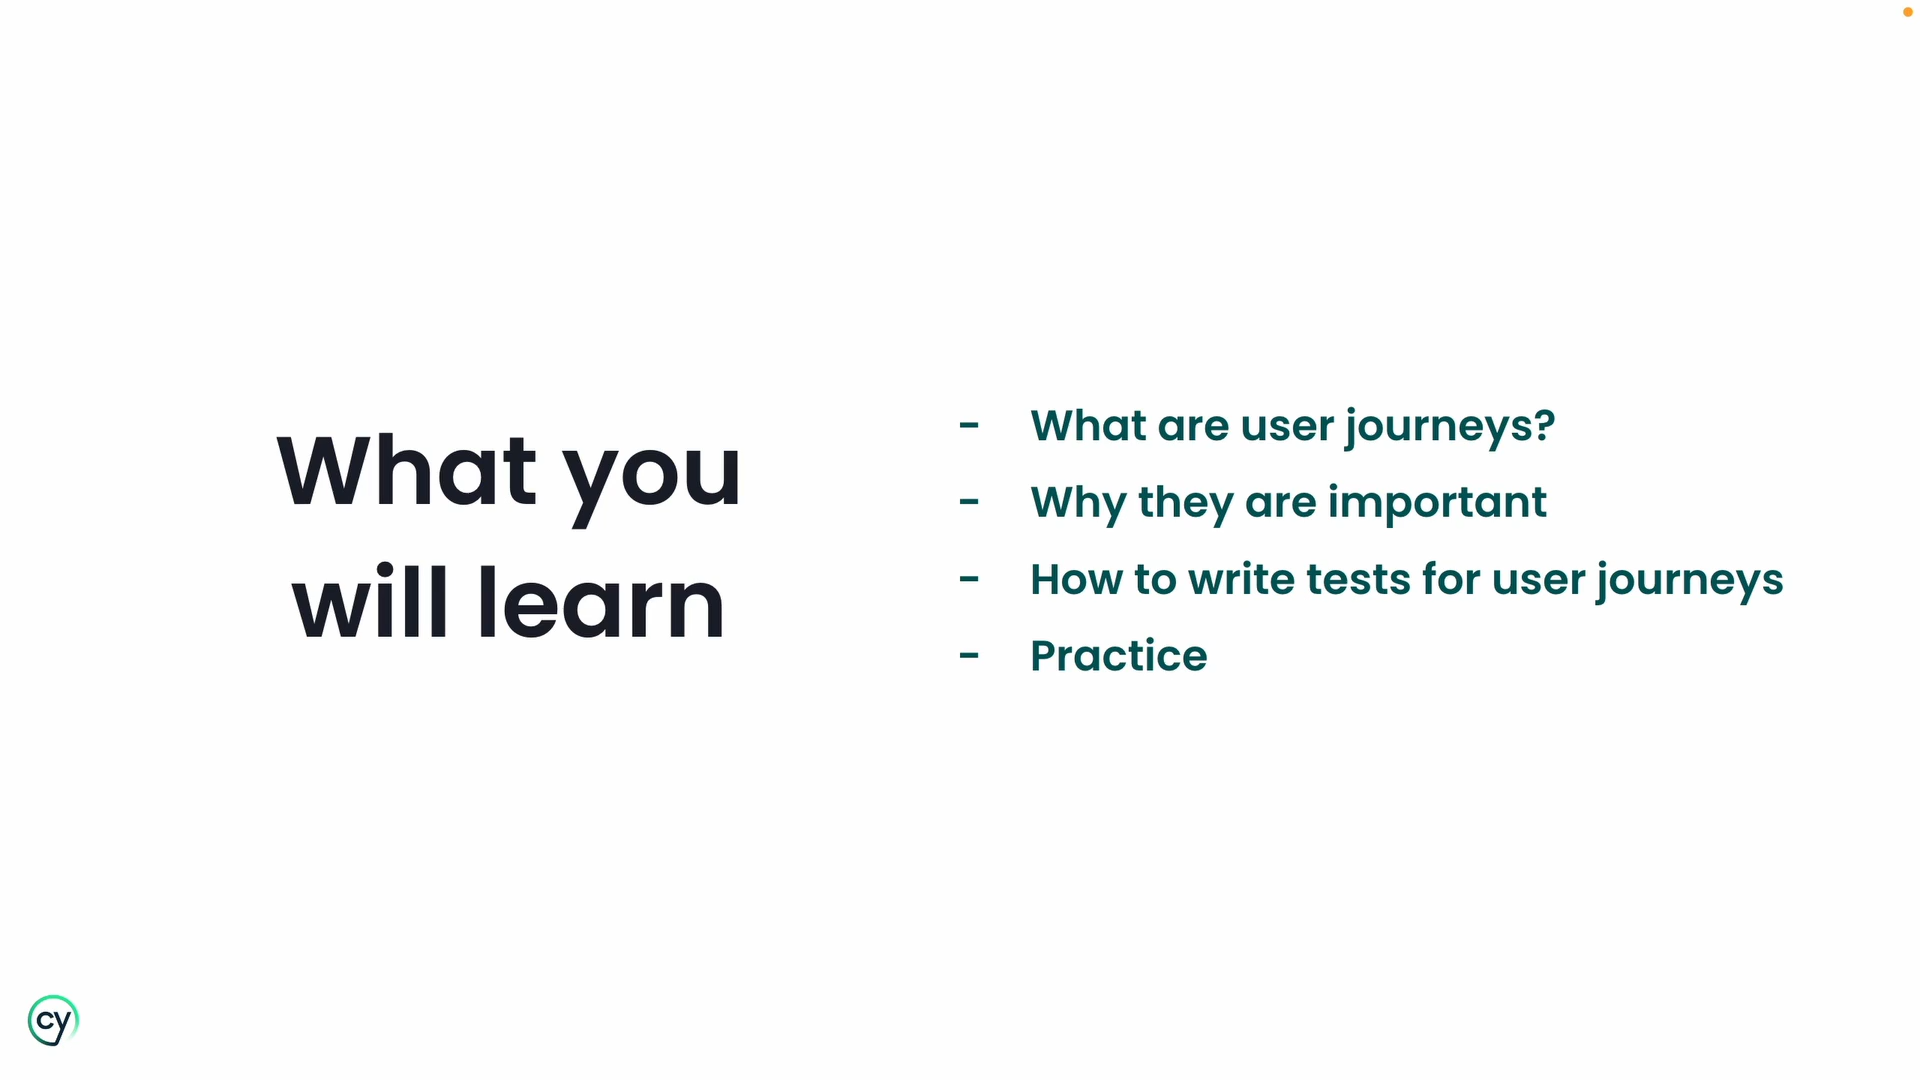 What you
will learn
- What are user journeys?
- Why they are important
- How to write tests for user journeys
- Practice
cy